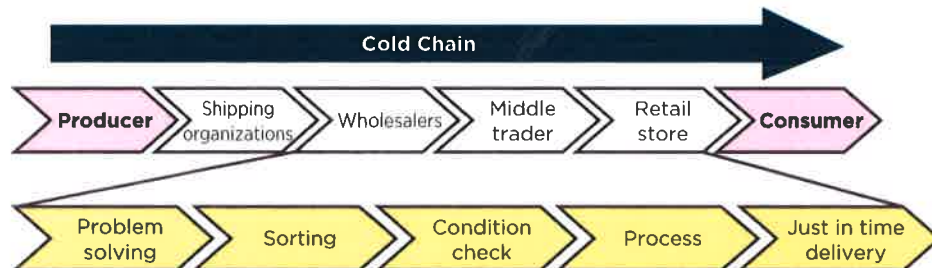 Cold Chain
Producer
Shipping
organizations
Wholesalers
Middle
trader
Retail
store
Consumer
Problem
solving
Sorting
Condition
check
Process
Just in time
delivery